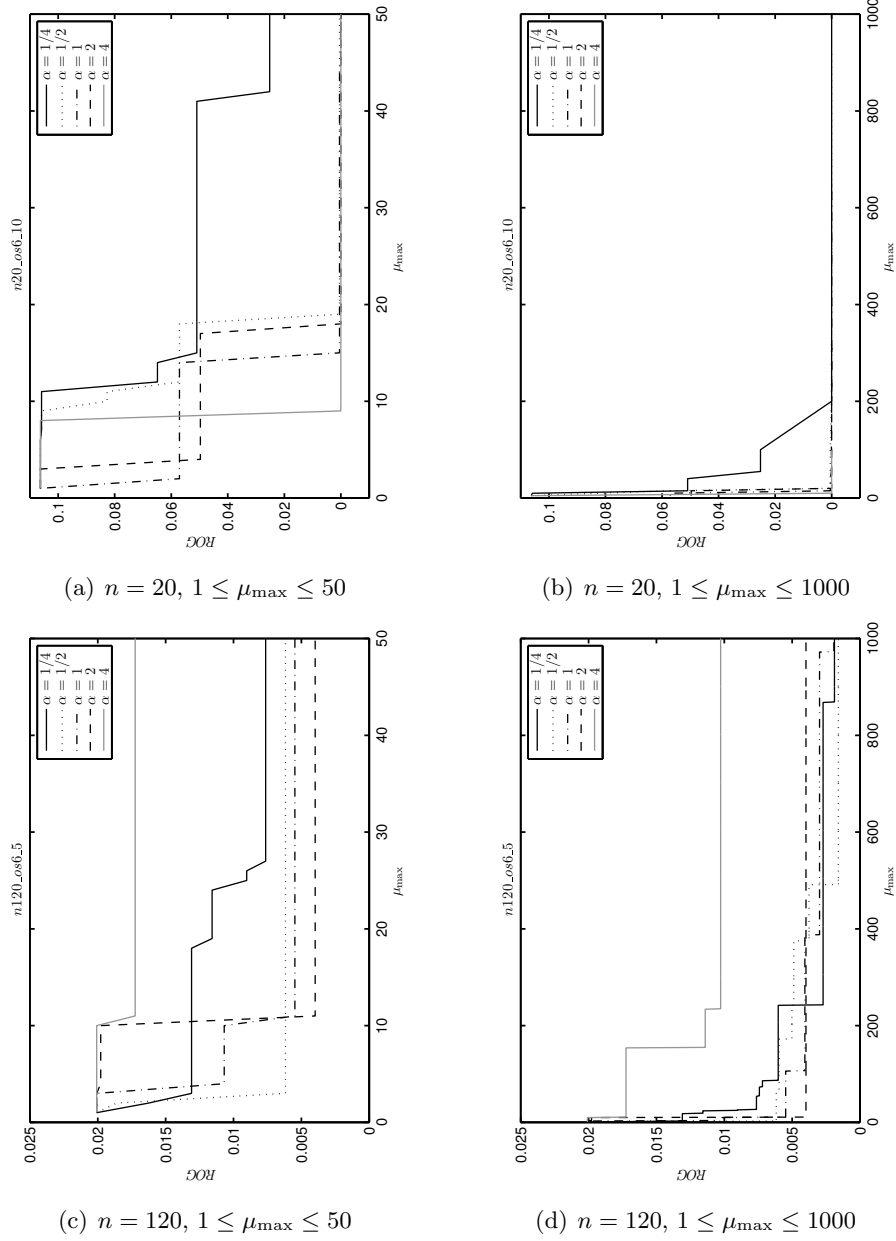 n20_os6_10
ROG
0.1
0.08
0.06
0.04
0.02
0
0
10
20
30
40
50
μmax
α = 1/4
α = 1/2
α = 1
α = 2
α = 4
(a) n = 20, 1 ≤ μmax ≤ 50
n20_os6_10
ROG
0.1
0.08
0.06
0.04
0.02
0
0
200
400
600
800
1000
μmax
α = 1/4
α = 1/2
α = 1
α = 2
α = 4
(b) n = 20, 1 ≤ μmax ≤ 1000
n120_os6_5
ROG
0.025
0.02
0.015
0.01
0.005
0
0
10
20
30
40
50
μmax
α = 1/4
α = 1/2
α = 1
α = 2
α = 4
(c) n = 120, 1 ≤ μmax ≤ 50
n120_os6_5
ROG
0.025
0.02
0.015
0.01
0.005
0
0
200
400
600
800
1000
μmax
α = 1/4
α = 1/2
α = 1
α = 2
α = 4
(d) n = 120, 1 ≤ μmax ≤ 1000